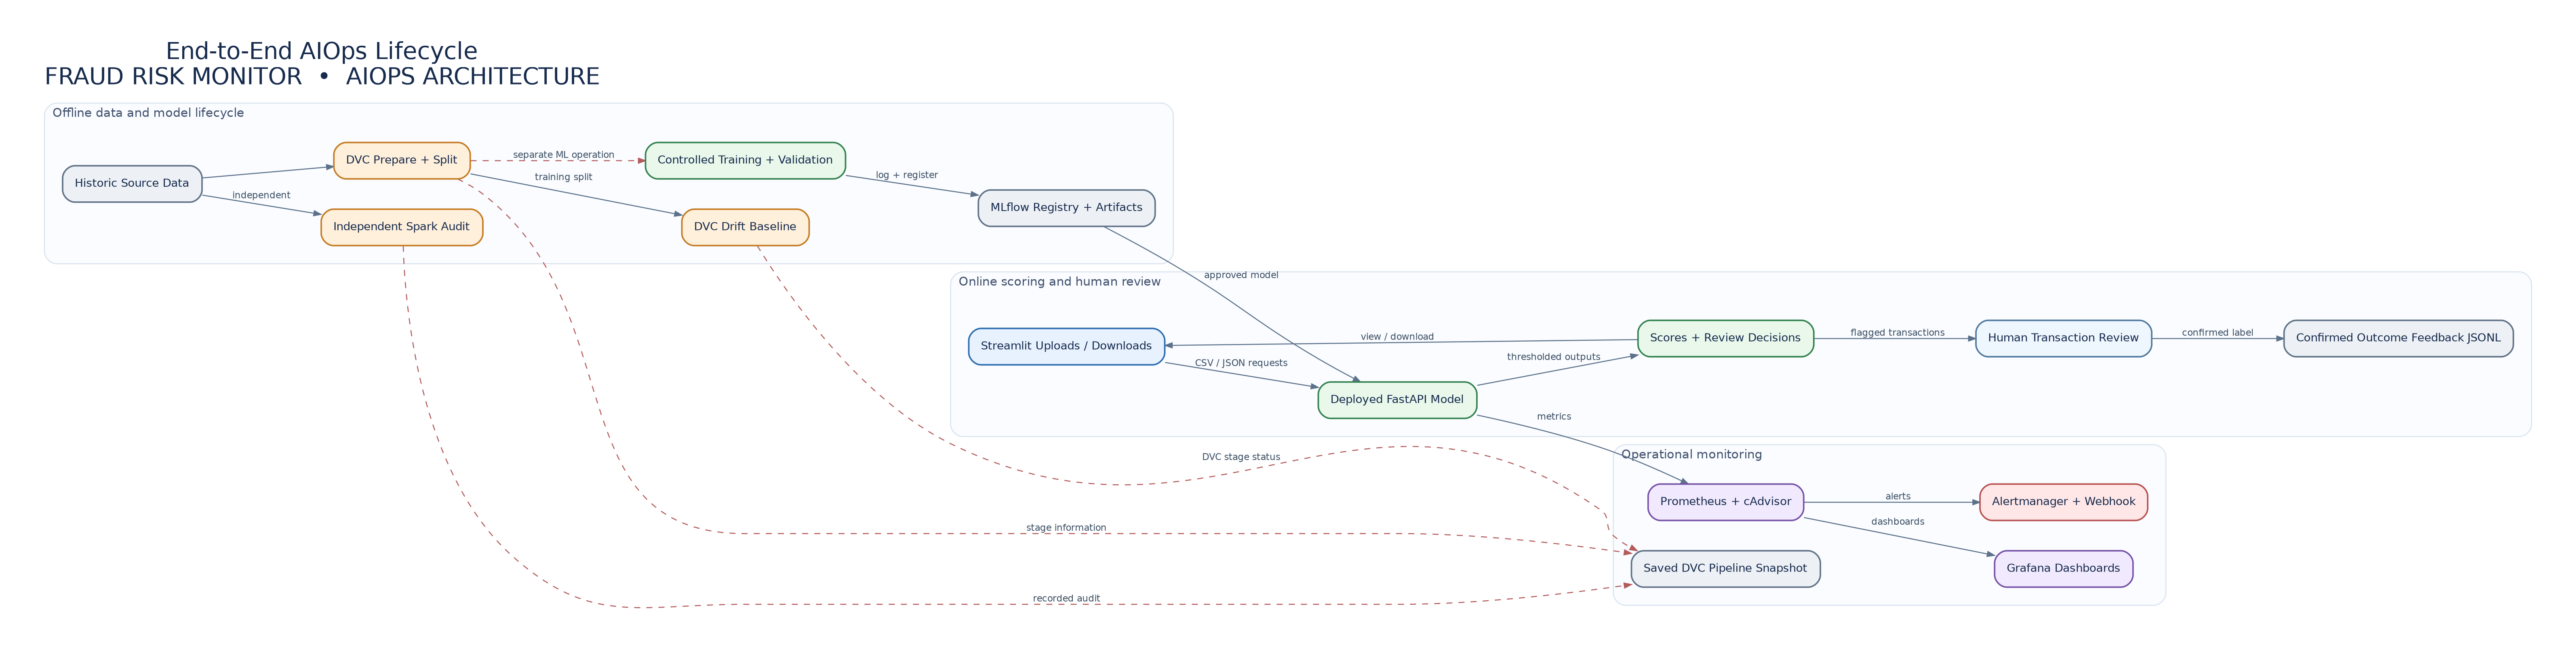 End-to-End AIOps Lifecycle
FRAUD RISK MONITOR • AIOPS ARCHITECTURE
Offline data and model lifecycle
Historic Source Data
independent
DVC Prepare + Split
Independent Spark Audit
separate ML operation
training split
Controlled Training + Validation
DVC Drift Baseline
log + register
MLflow Registry + Artifacts
approved model
Online scoring and human review
Streamlit Uploads / Downloads
view / download
CSV / JSON requests
Deployed FastAPI Model
thresholded outputs
Scores + Review Decisions
flagged transactions
Human Transaction Review
confirmed label
Confirmed Outcome Feedback JSONL
metrics
DVC stage status
stage information
recorded audit
Operational monitoring
Prometheus + cAdvisor
alerts
Alertmanager + Webhook
dashboards
Saved DVC Pipeline Snapshot
Grafana Dashboards